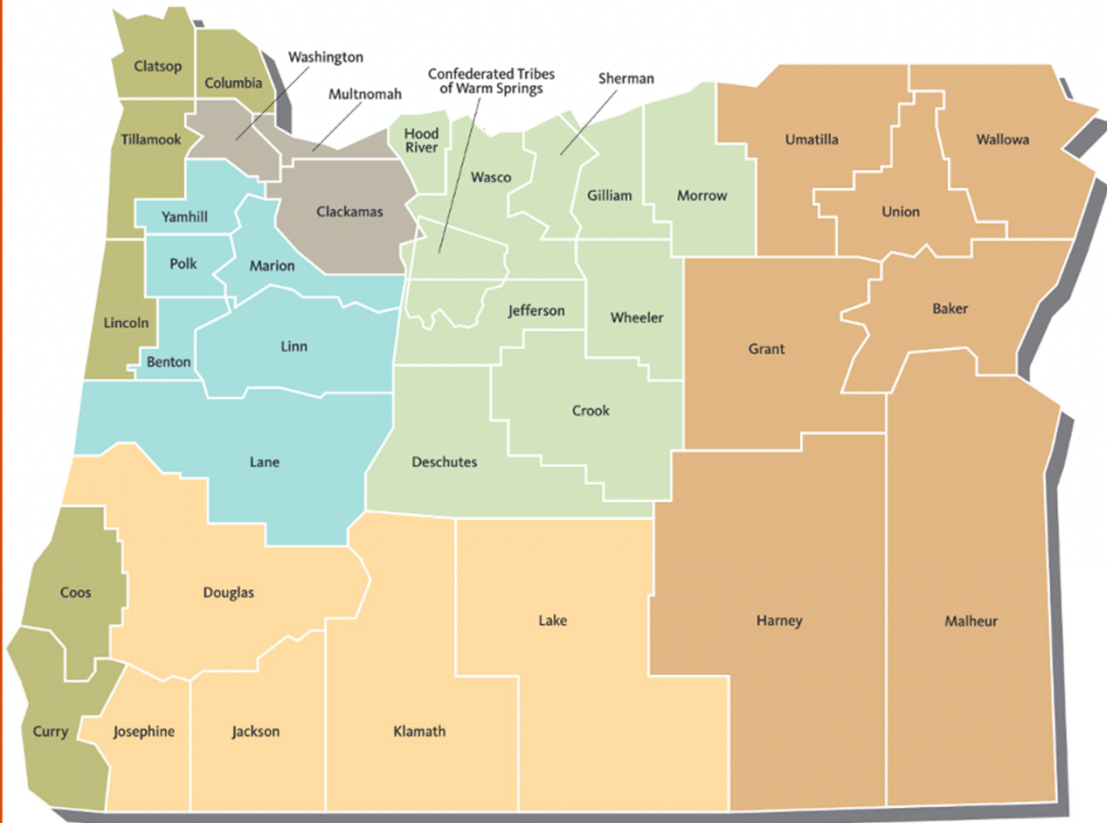 Washington
Confederated Tribes
of Warm Springs
Sherman
Clatsop
Columbia
Multnomah
Tillamook
Hood
River
Umatilla
Wallowa
Wasco
Gilliam
Morrow
Yamhill
Clackamas
Union
Polk
Marion
Lincoln
Jefferson
Wheeler
Baker
Benton
Linn
Grant
Crook
Lane
Deschutes
Coos
Douglas
Lake
Harney
Malheur
Curry
Josephine
Jackson
Klamath